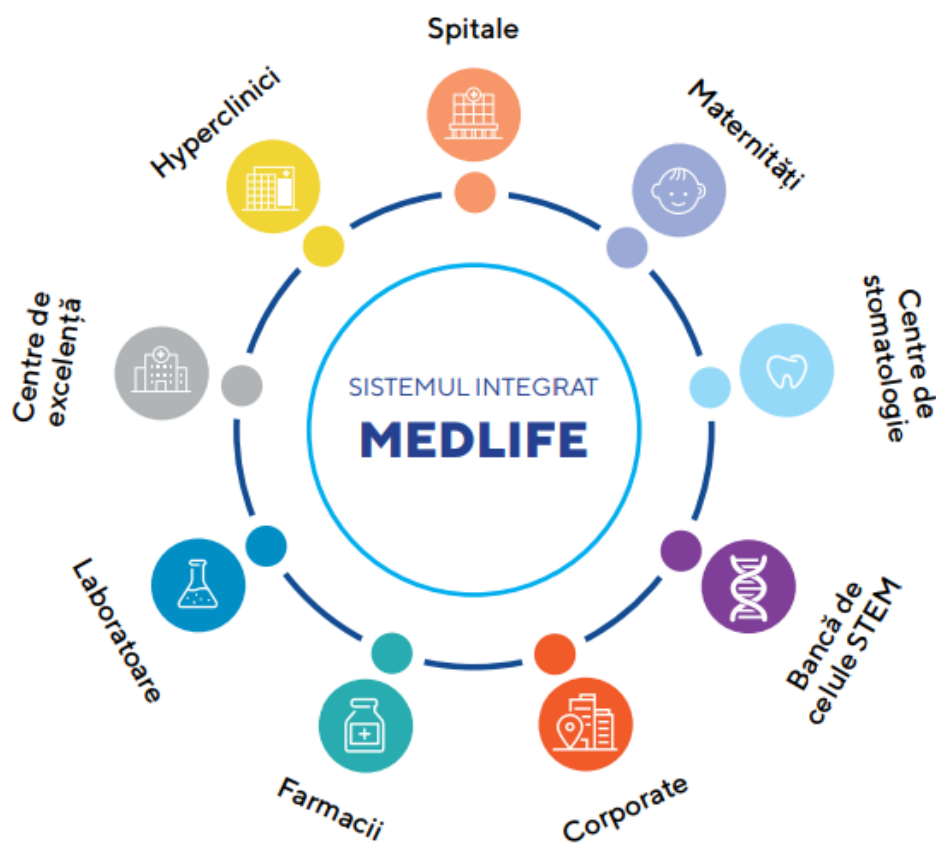 Spitale
Maternități
Centre de
stomatologie
Bancă de
celule STEM
Corporate
Farmacii
Laboratoare
Centre de
excelență
Hyperclinici
SISTEMUL INTEGRAT
MEDLIFE